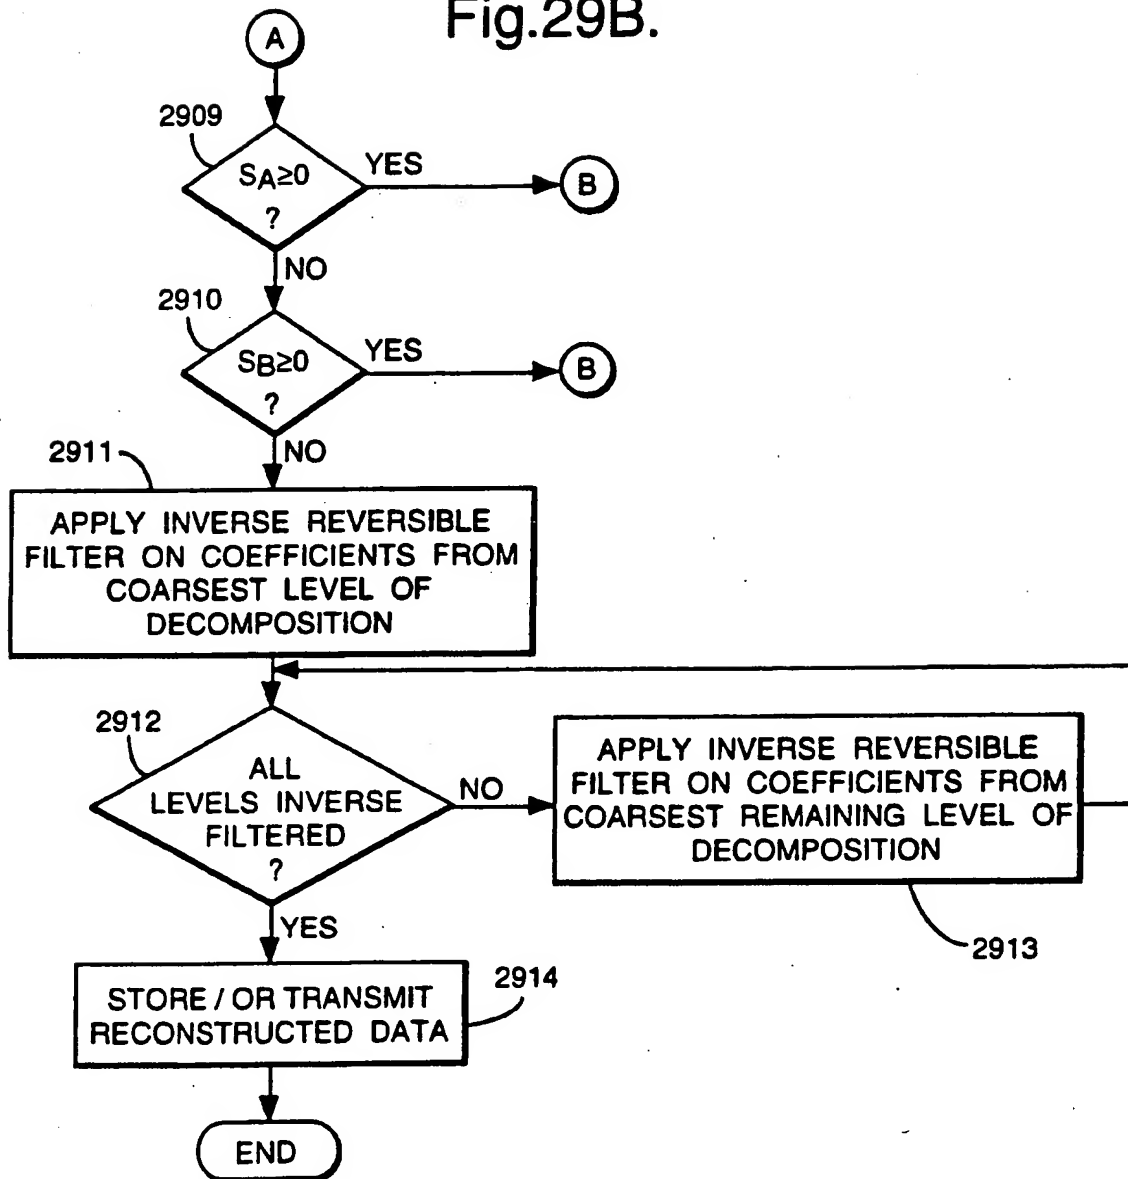 Fig.29B.
A
2909
SA≥0
?
YES
B
NO
2910
SB≥0
?
YES
B
NO
2911
APPLY INVERSE REVERSIBLE
FILTER ON COEFFICIENTS FROM
COARSEST LEVEL OF
DECOMPOSITION
2912
ALL
LEVELS INVERSE
FILTERED
?
NO
APPLY INVERSE REVERSIBLE
FILTER ON COEFFICIENTS FROM
COARSEST REMAINING LEVEL OF
DECOMPOSITION
2913
YES
STORE / OR TRANSMIT
RECONSTRUCTED DATA
2914
END